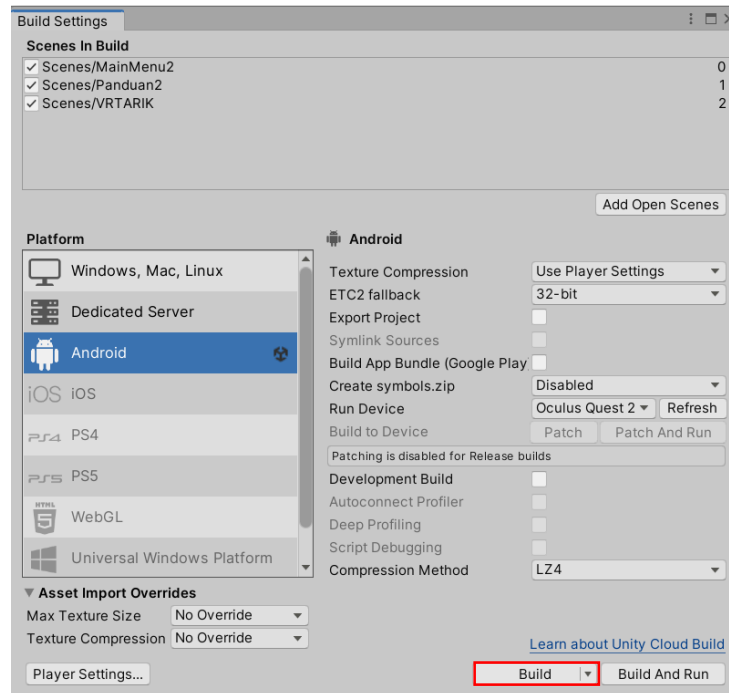 Build Settings
Scenes In Build
Scenes/MainMenu2 0
Scenes/Panduan2 1
Scenes/VRTARIK 2
Add Open Scenes
Platform
Windows, Mac, Linux
Dedicated Server
Android
iOS iOS
PS4 PS4
PS5 PS5
HTML 5 WebGL
Universal Windows Platform
Android
Texture Compression Use Player Settings
ETC2 fallback 32-bit
Export Project
Symlink Sources
Build App Bundle (Google Play
Create symbols.zip Disabled
Run Device Oculus Quest 2 Refresh
Build to Device Patch Patch And Run
Patching is disabled for Release builds
Development Build
Autoconnect Profiler
Deep Profiling
Script Debugging
Compression Method LZ4
Asset Import Overrides
Max Texture Size No Override
Texture Compression No Override
Learn about Unity Cloud Build
Player Settings... Build Build And Run